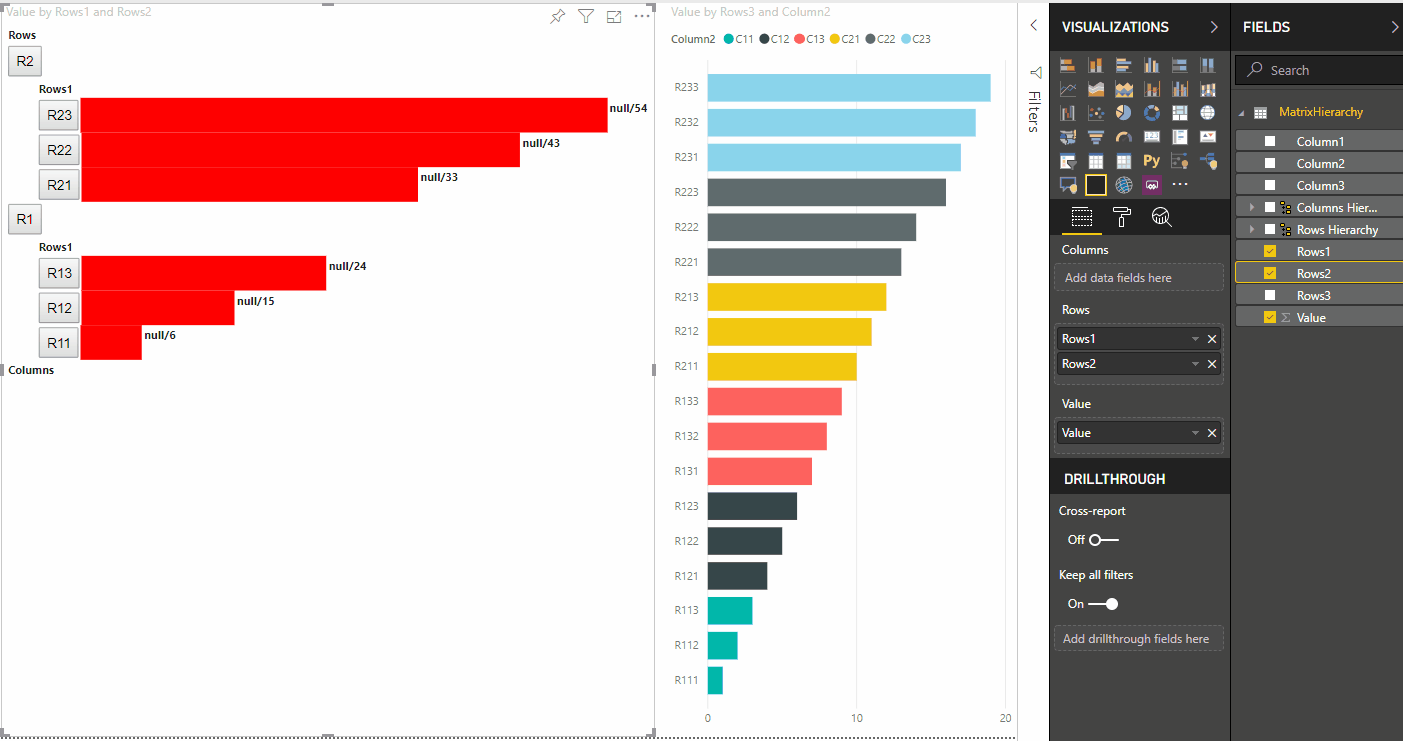 Value by Rows1 and Rows2
Rows
R2
Rows1
R23
null/54
R22
null/43
R21
null/33
R1
Rows1
R13
null/24
R12
null/15
R11
null/6
Columns
Value by Rows3 and Column2
Column2 C11 C12 C13 C21 C22 C23
R233
R232
R231
R223
R222
R221
R213
R212
R211
R133
R132
R131
R123
R122
R121
R113
R112
R111
0 10 20
Filters
VISUALIZATIONS
Py
123
Columns
Add data fields here
Rows
Rows1
Rows2
Value
Value
DRILLTHROUGH
Cross-report
Off
Keep all filters
On
Add drillthrough fields here
FIELDS
Search
MatrixHierarchy
Column1
Column2
Column3
Columns Hier...
Rows Hierarchy
Rows1
Rows2
Rows3
Σ Value